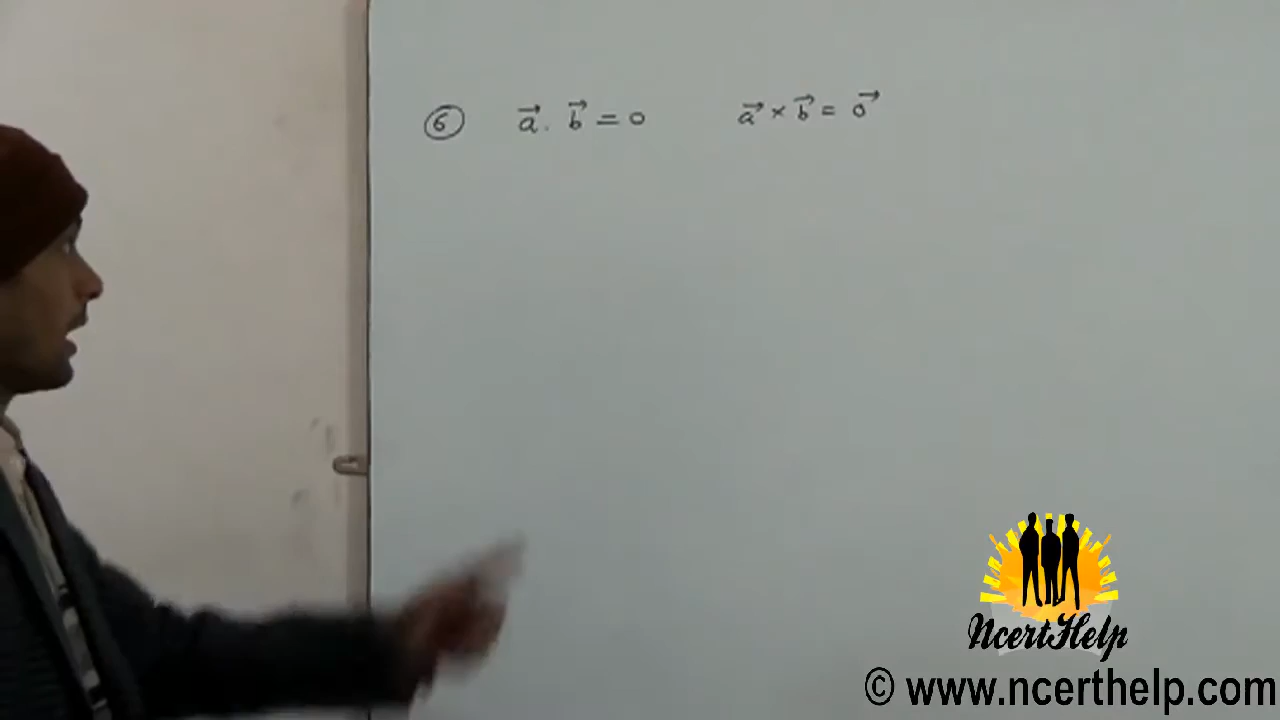 ⑥ a⃗ . b⃗ = 0 a⃗ × b⃗ = 0⃗
NcertHelp
© www.ncerthelp.com